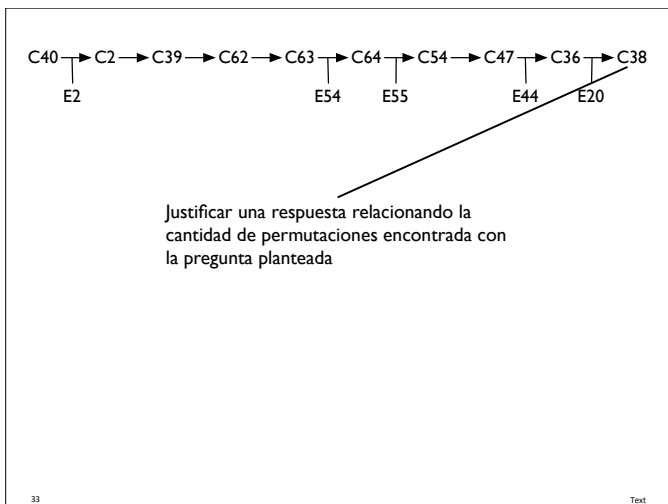 C40 C2 C39 C62 C63 C64 C54 C47 C36 C38
E2 E54 E55 E44 E20
Justificar una respuesta relacionando la
cantidad de permutaciones encontrada con
la pregunta planteada
33 Text